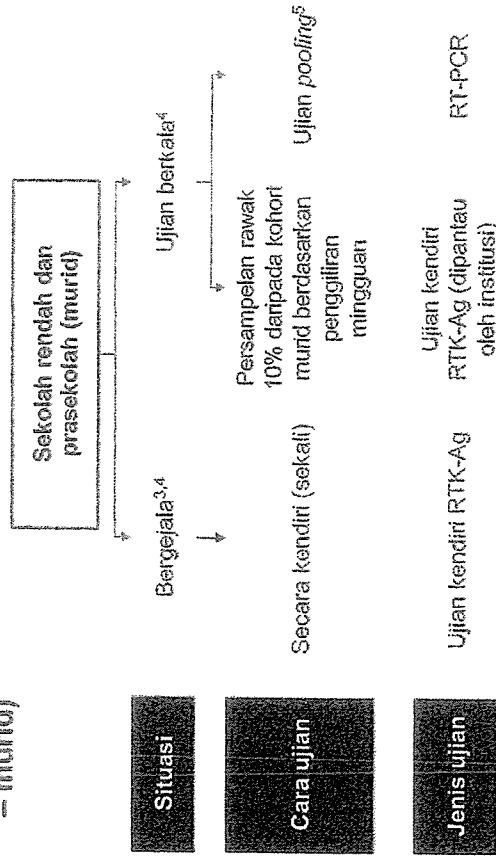 – murid)
Sekolah rendah dan
prasekolah (murid)
Situasi
Bergejala3,4
Ujian berkala4
Cara ujian
Secara kendiri (sekali)
Persampelan rawak
10% daripada kohort
murid berdasarkan
penggiliran
mingguan
Ujian pooling5
Jenis ujian
Ujian kendiri RTK-Ag
Ujian kendiri
RTK-Ag (dipantau
oleh institusi)
RT-PCR